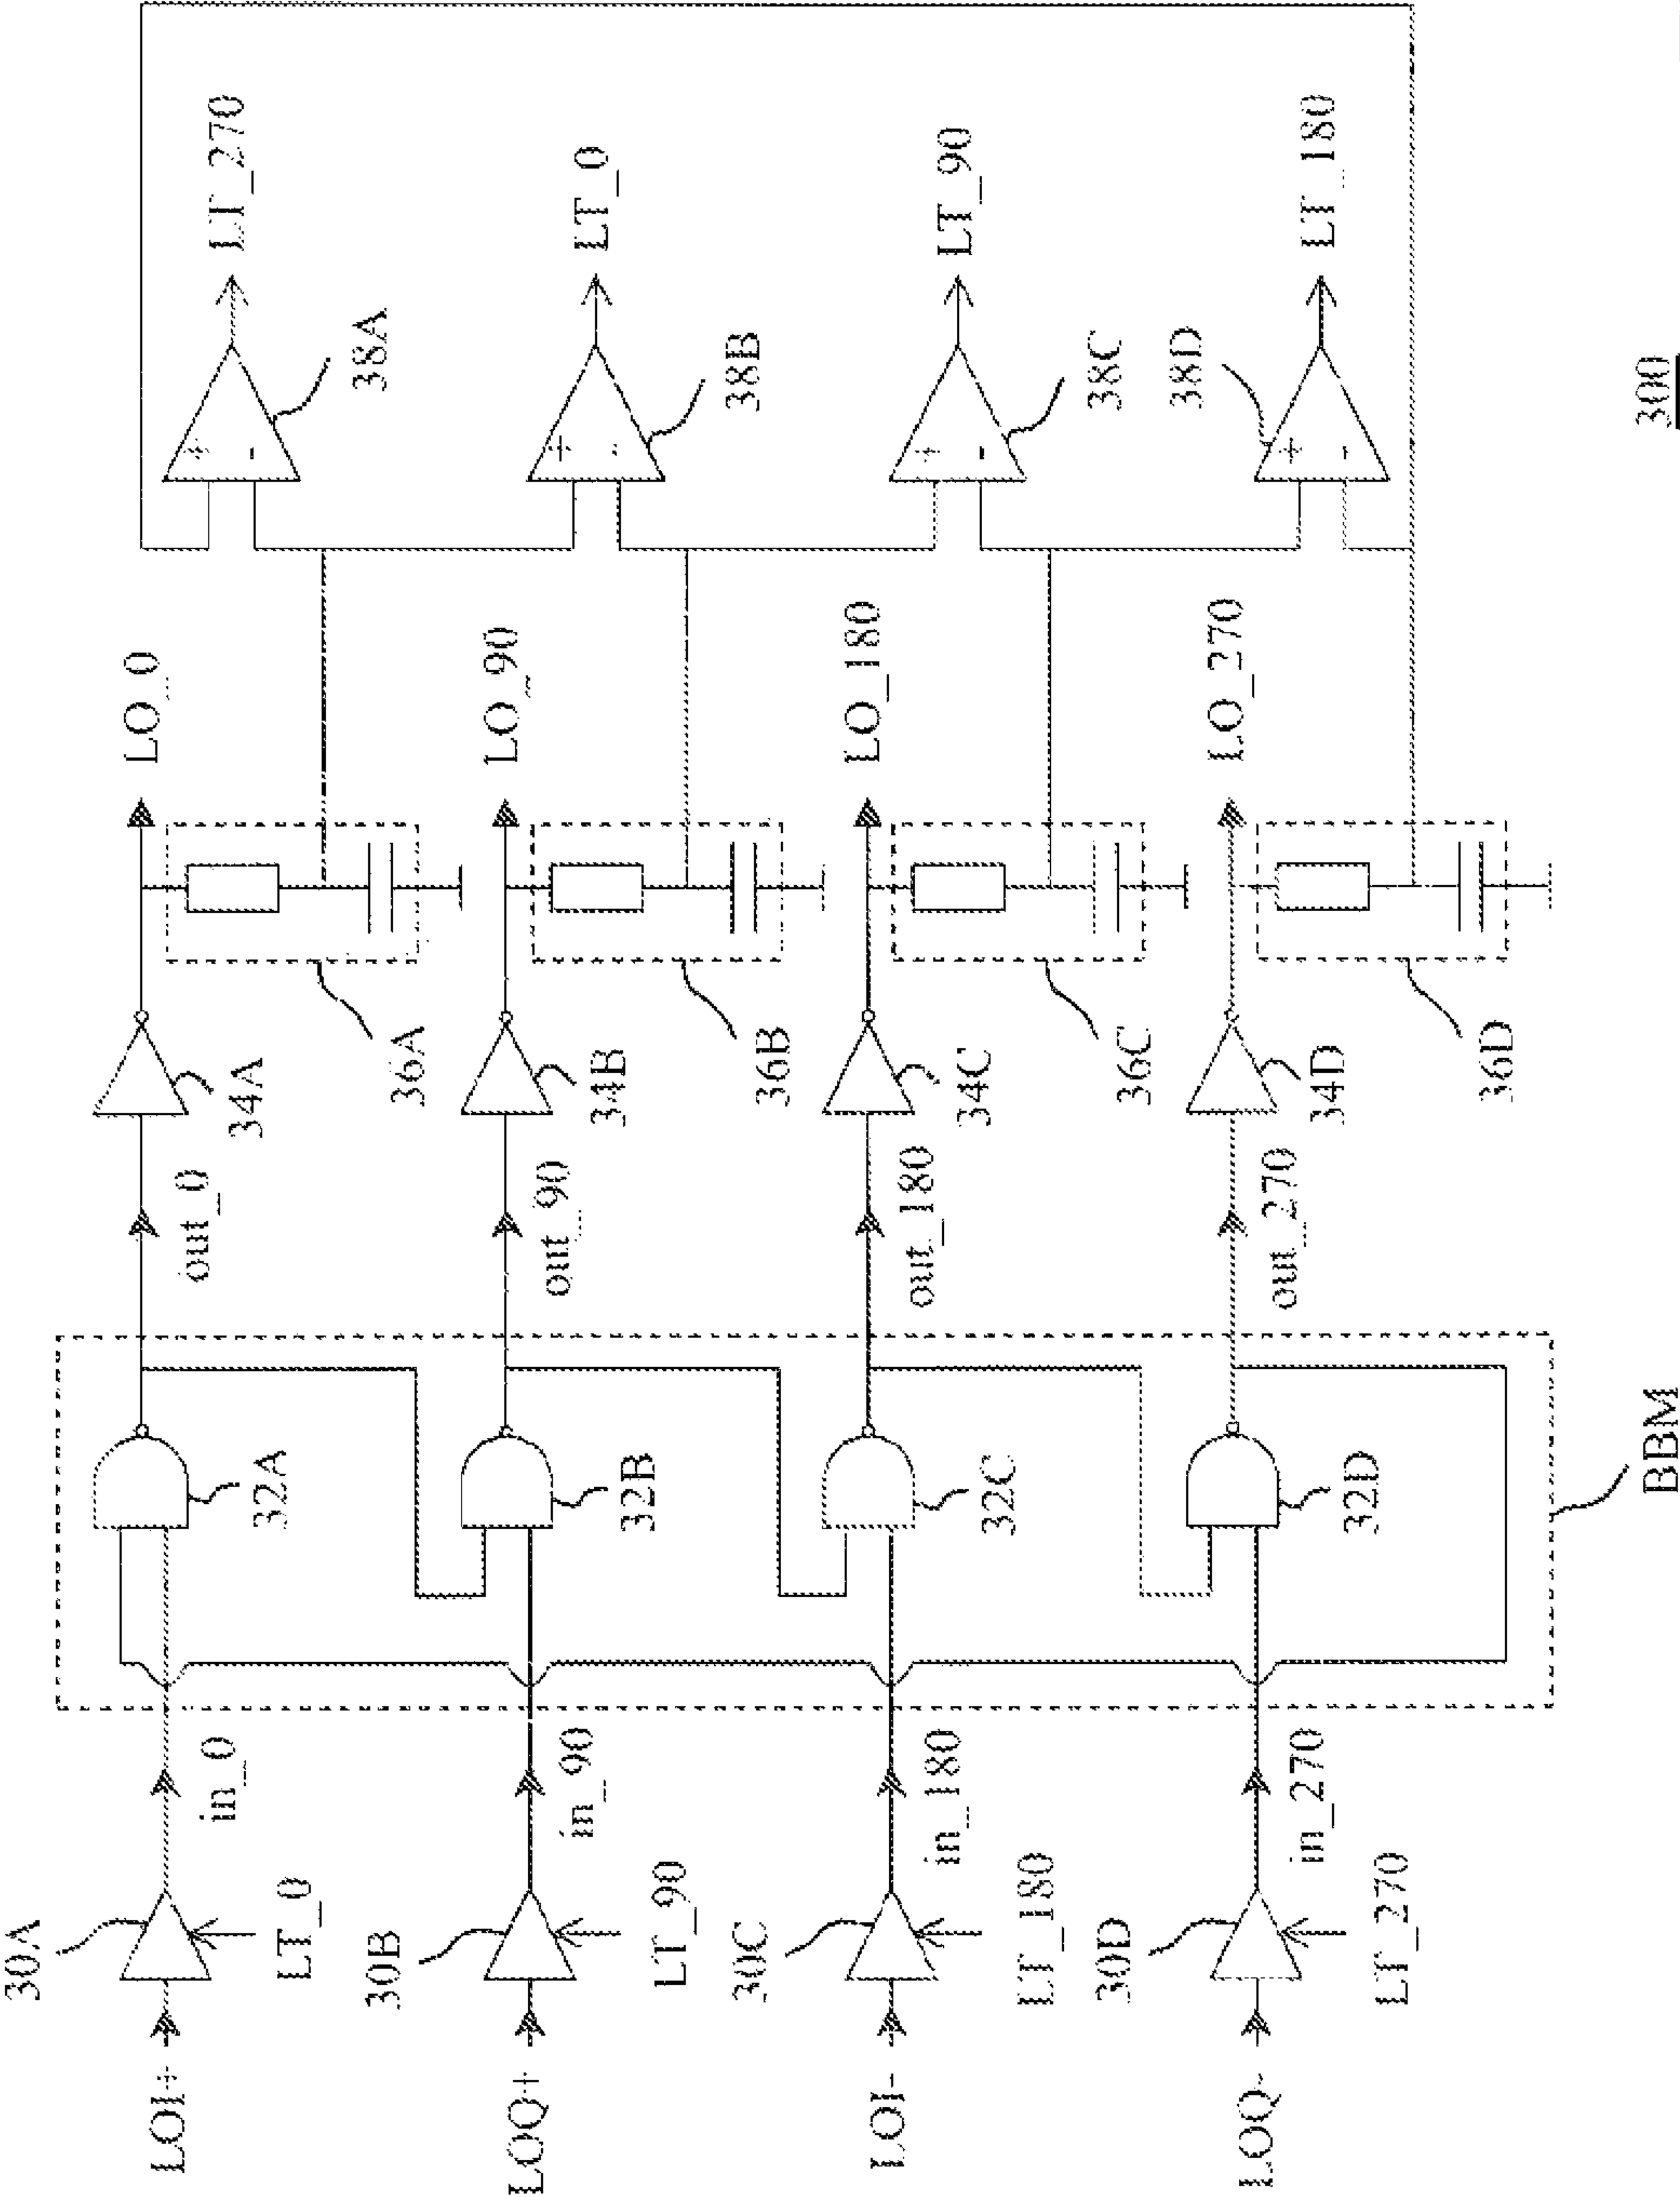 LOI+
30A
LT_0
in_0
32A
out_0
34A
36A
LO_0
+
-
38A
LT_270
LOQ+
30B
LT_90
in_90
32B
out_90
34B
36B
LO_90
+
-
38B
LT_0
LOI-
30C
LT_180
in_180
32C
out_180
34C
36C
LO_180
+
-
38C
LT_90
LOQ-
30D
LT_270
in_270
32D
out_270
34D
36D
LO_270
+
-
38D
LT_180
BBM
300